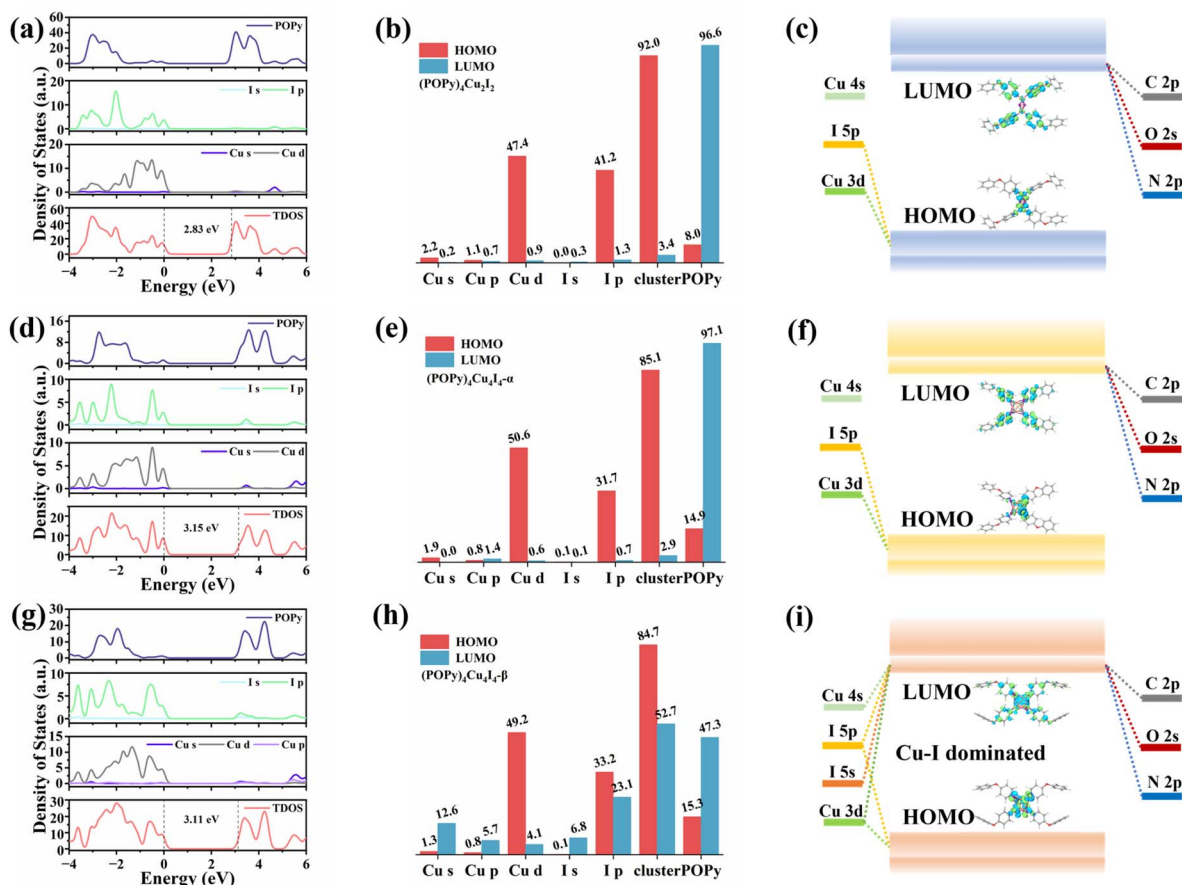 (a)
POPy
60
40
20
0
I s I p
20
10
0
Cu s Cu d
20
10
0
TDOS
60
40
20
0
2.83 eV
−4 −2 0 2 4 6
Energy (eV)
Density of States (a.u.)
(b)
HOMO
LUMO
(POPy)₄Cu₂I₂
2.2 0.2 1.1 0.7 47.4 0.9 0.0 0.3 41.2 1.3 92.0 3.4 8.0 96.6
Cu s Cu p Cu d I s I p cluster POPy
(c)
Cu 4s
I 5p
Cu 3d
LUMO
HOMO
C 2p
O 2s
N 2p
(d)
POPy
16
8
0
I s I p
10
5
0
Cu s Cu d
10
5
0
TDOS
20
10
0
3.15 eV
−4 −2 0 2 4 6
Energy (eV)
Density of States (a.u.)
(e)
HOMO
LUMO
(POPy)₄Cu₄I₄-α
1.9 0.0 0.8 1.4 50.6 0.6 0.1 0.1 31.7 0.7 85.1 2.9 14.9 97.1
Cu s Cu p Cu d I s I p cluster POPy
(f)
Cu 4s
I 5p
Cu 3d
LUMO
HOMO
C 2p
O 2s
N 2p
(g)
POPy
30
20
10
0
I s I p
10
5
0
Cu s Cu d Cu p
15
10
5
0
TDOS
30
20
10
0
3.11 eV
−4 −2 0 2 4 6
Energy (eV)
Density of States (a.u.)
(h)
HOMO
LUMO
(POPy)₄Cu₄I₄-β
1.3 12.6 0.8 5.7 49.2 4.1 0.1 6.8 33.2 23.1 84.7 52.7 15.3 47.3
Cu s Cu p Cu d I s I p cluster POPy
(i)
Cu 4s
I 5p
I 5s
Cu 3d
LUMO
Cu-I dominated
HOMO
C 2p
O 2s
N 2p